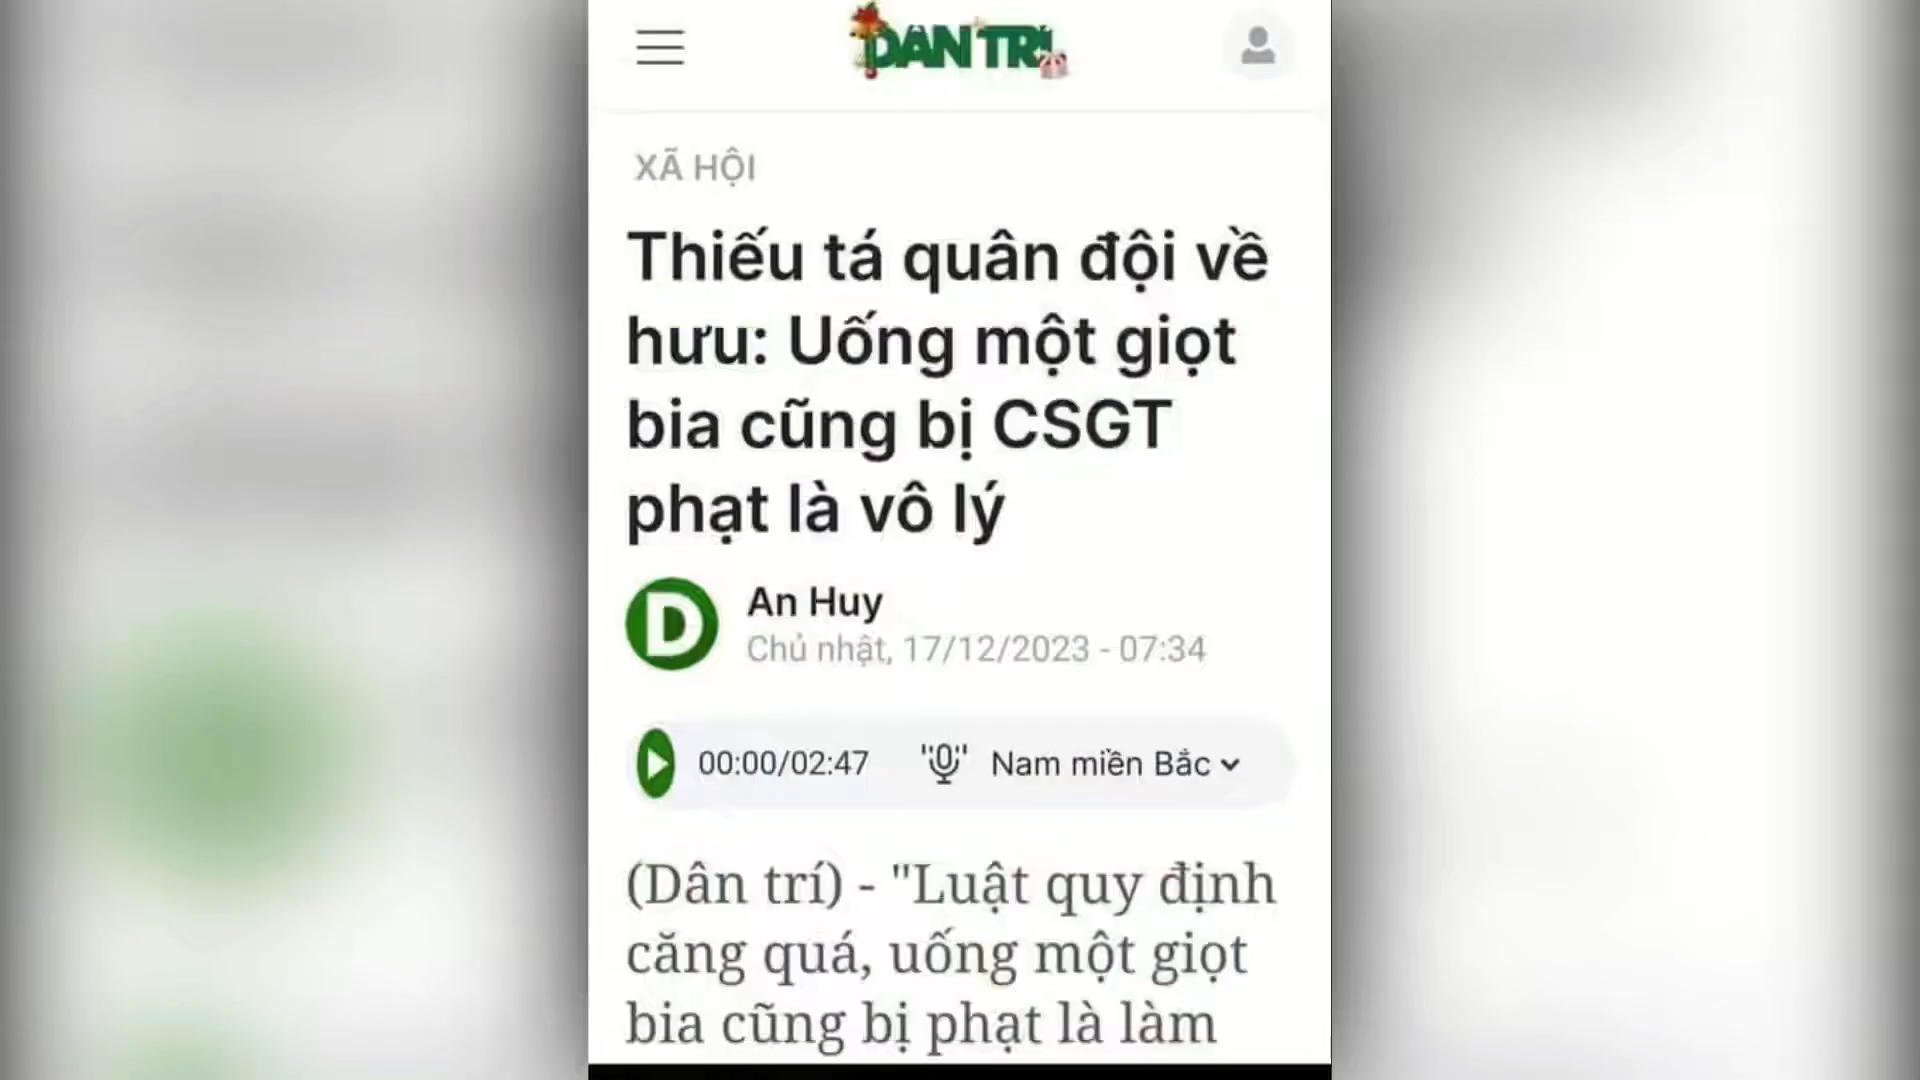 DÂN TRÍ
XÃ HỘI
Thiếu tá quân đội về
hưu: Uống một giọt
bia cũng bị CSGT
phạt là vô lý
D
An Huy
Chủ nhật, 17/12/2023 - 07:34
00:00/02:47 Nam miền Bắc
(Dân trí) - "Luật quy định
căng quá, uống một giọt
bia cũng bị phạt là làm